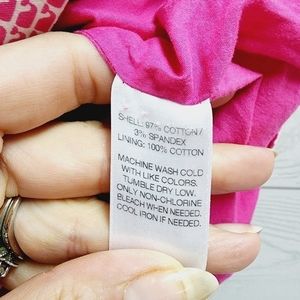 SHELL: 97% COTTON /
3% SPANDEX
LINING: 100% COTTON
MACHINE WASH COLD
WITH LIKE COLORS.
TUMBLE DRY LOW.
ONLY NON-CHLORINE
BLEACH WHEN NEEDED.
COOL IRON IF NEEDED.